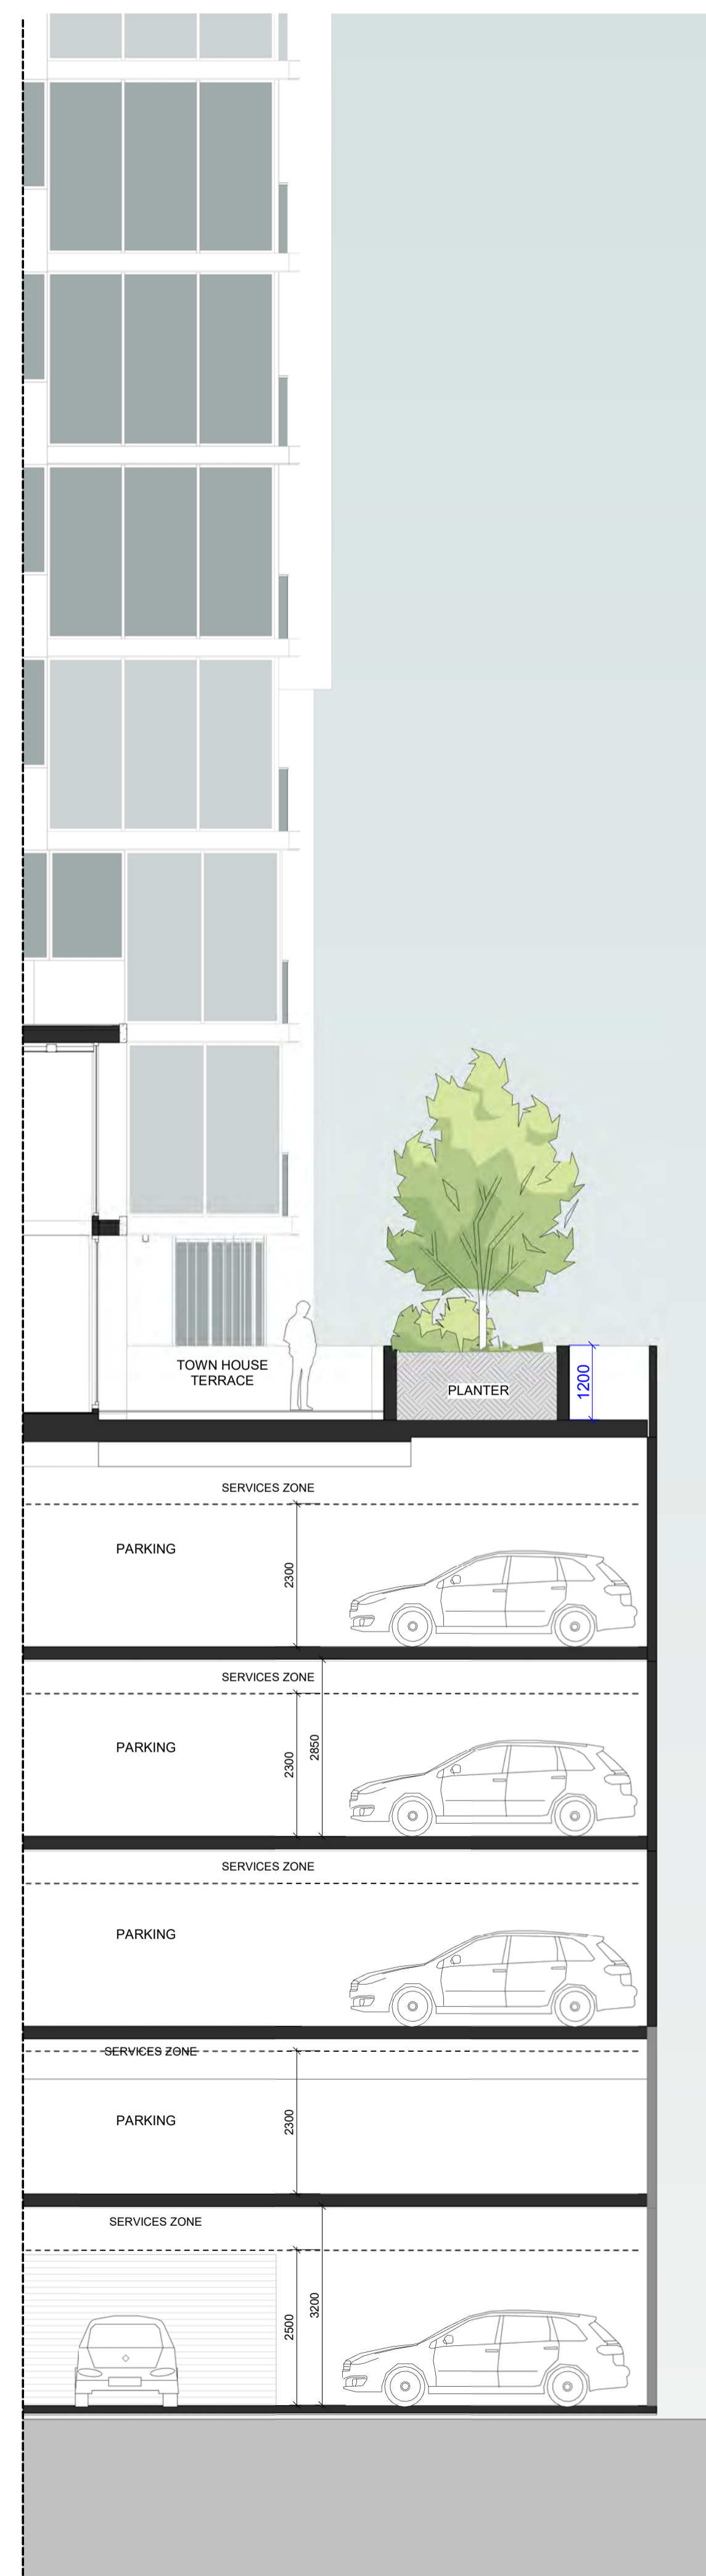 TOWN HOUSE
TERRACE
PLANTER
1200
SERVICES ZONE
PARKING
2300
SERVICES ZONE
PARKING
2300
2850
SERVICES ZONE
PARKING
SERVICES ZONE
PARKING
2300
SERVICES ZONE
2500
3200